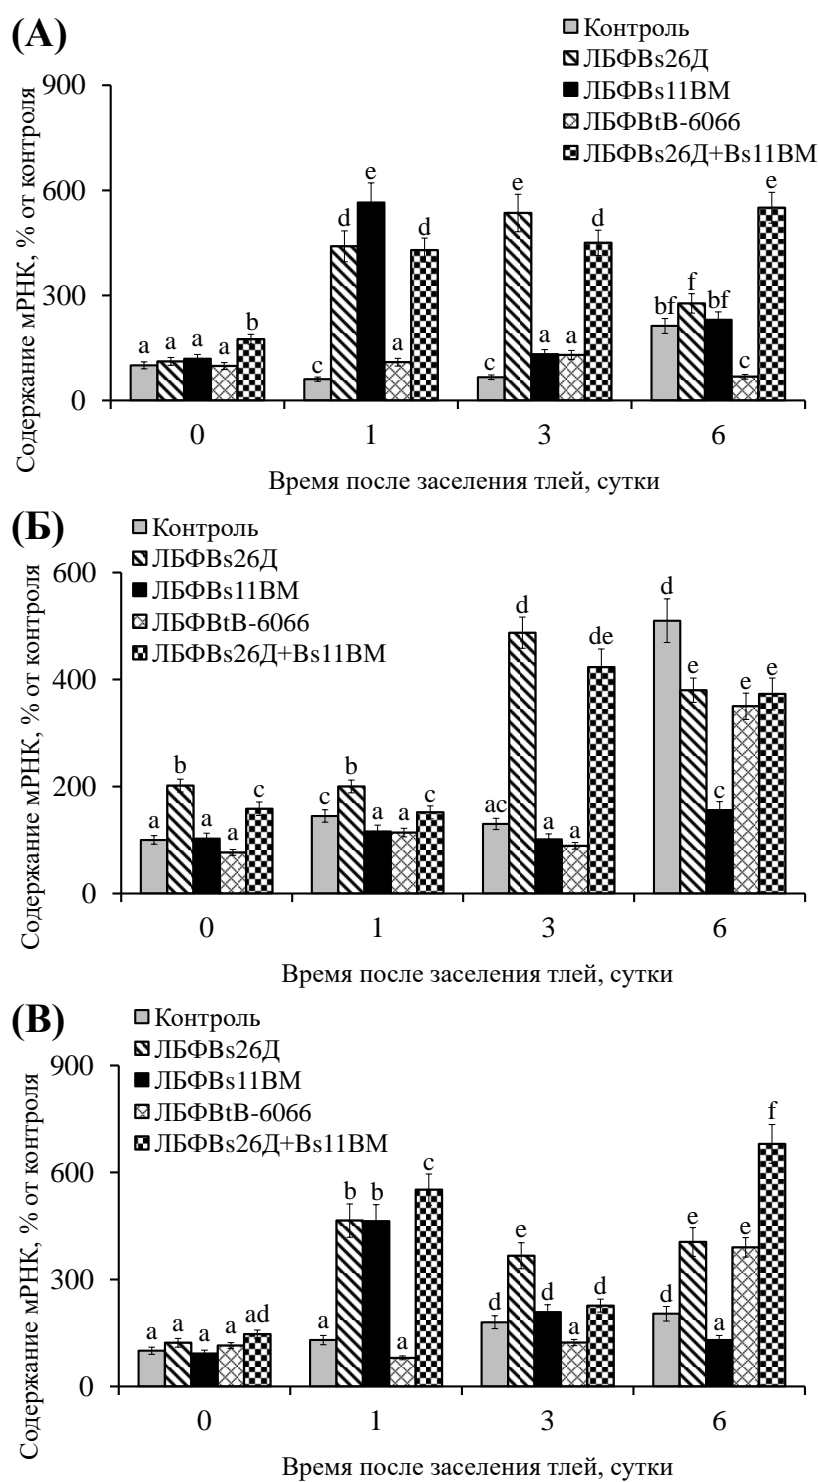 (А)
Контроль
ЛБФBs26Д
ЛБФBs11ВМ
ЛБФBtВ-6066
ЛБФBs26Д+Bs11ВМ
Содержание мРНК, % от контроля
900
600
300
0
a a a a b
c d e a d
c e a a d
bf f bf c e
0 1 3 6
Время после заселения тлей, сутки
(Б)
Контроль
ЛБФBs26Д
ЛБФBs11ВМ
ЛБФBtВ-6066
ЛБФBs26Д+Bs11ВМ
Содержание мРНК, % от контроля
600
400
200
0
a b a a c
c b a a c
ac d a a de
d e c e e
0 1 3 6
Время после заселения тлей, сутки
(В)
Контроль
ЛБФBs26Д
ЛБФBs11ВМ
ЛБФBtВ-6066
ЛБФBs26Д+Bs11ВМ
Содержание мРНК, % от контроля
900
600
300
0
a a a a ad
a b b a c
d e d a d
d e a e f
0 1 3 6
Время после заселения тлей, сутки